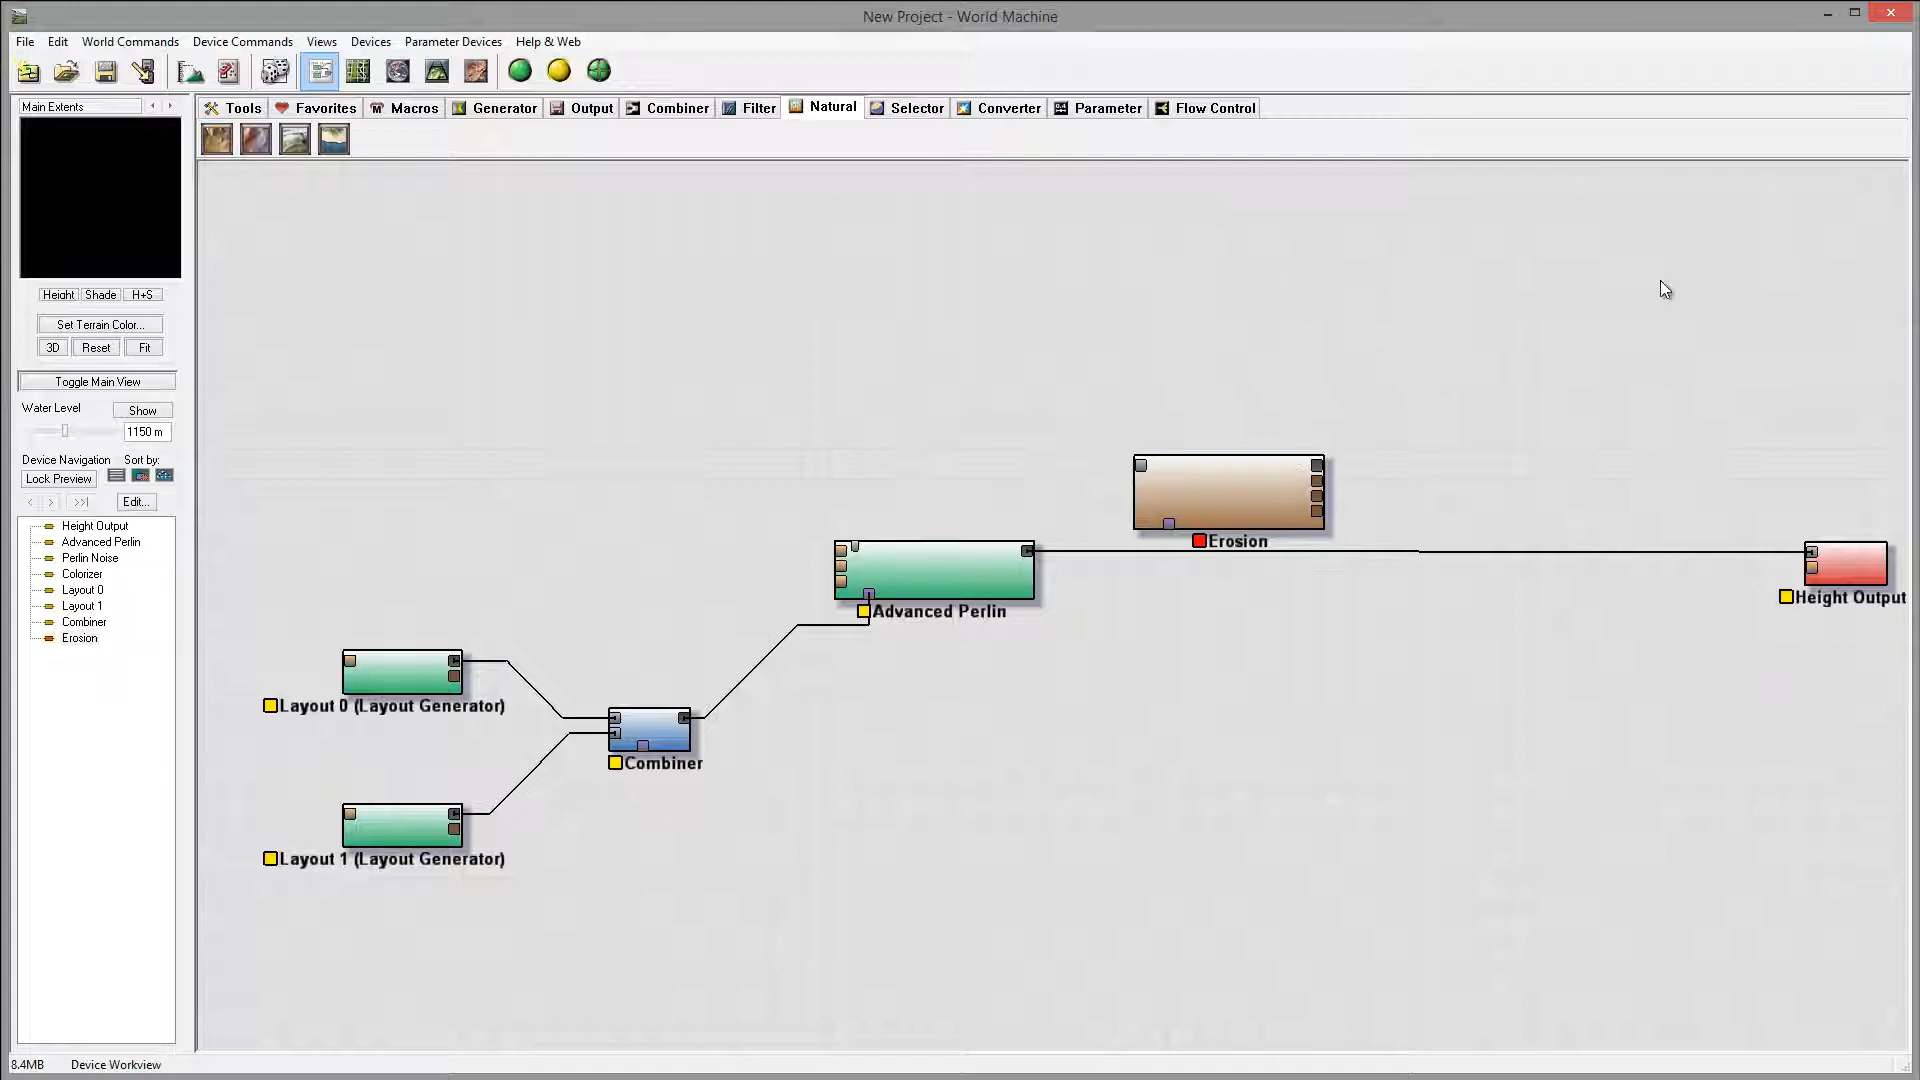 New Project - World Machine
File Edit World Commands Device Commands Views Devices Parameter Devices Help & Web
Main Extents
Tools Favorites Macros Generator Output Combiner Filter Natural Selector Converter Parameter Flow Control
Height Shade H+S
Set Terrain Color...
3D Reset Fit
Toggle Main View
Water Level Show
1150 m
Device Navigation Sort by:
Lock Preview
Edit...
Height Output
Advanced Perlin
Perlin Noise
Colorizer
Layout 0
Layout 1
Combiner
Erosion
Erosion
Advanced Perlin
Height Output
Layout 0 (Layout Generator)
Combiner
Layout 1 (Layout Generator)
8.4MB Device Workview